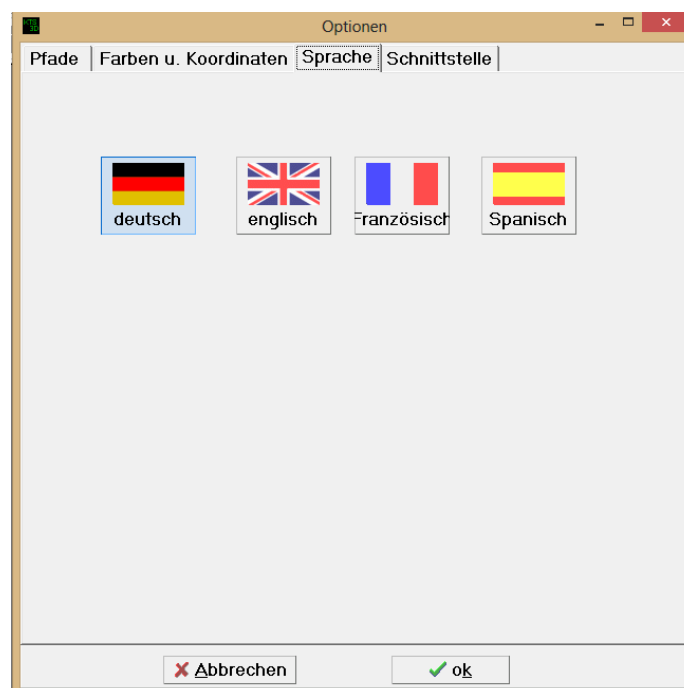 Optionen
Pfade Farben u. Koordinaten Sprache Schnittstelle
deutsch englisch Französisch Spanisch
Abbrechen ok